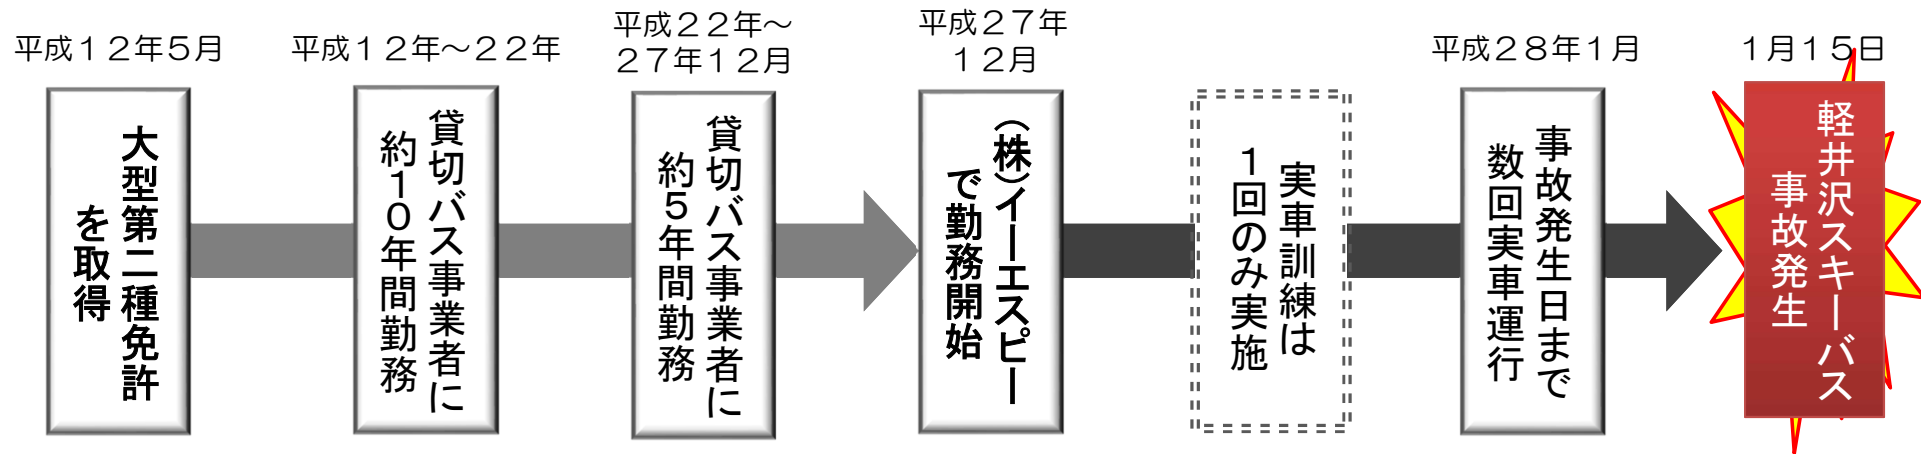 平成１２年５月
大型第二種免許
を取得
平成１２年～２２年
貸切バス事業者に
約１０年間勤務
平成２２年～
２７年１２月
貸切バス事業者に
約５年間勤務
平成２７年
１２月
（株）イーエスピー
で勤務開始
実車訓練は
１回のみ実施
平成２８年１月
事故発生日まで
数回実車運行
１月１５日
軽井沢スキーバス
事故発生